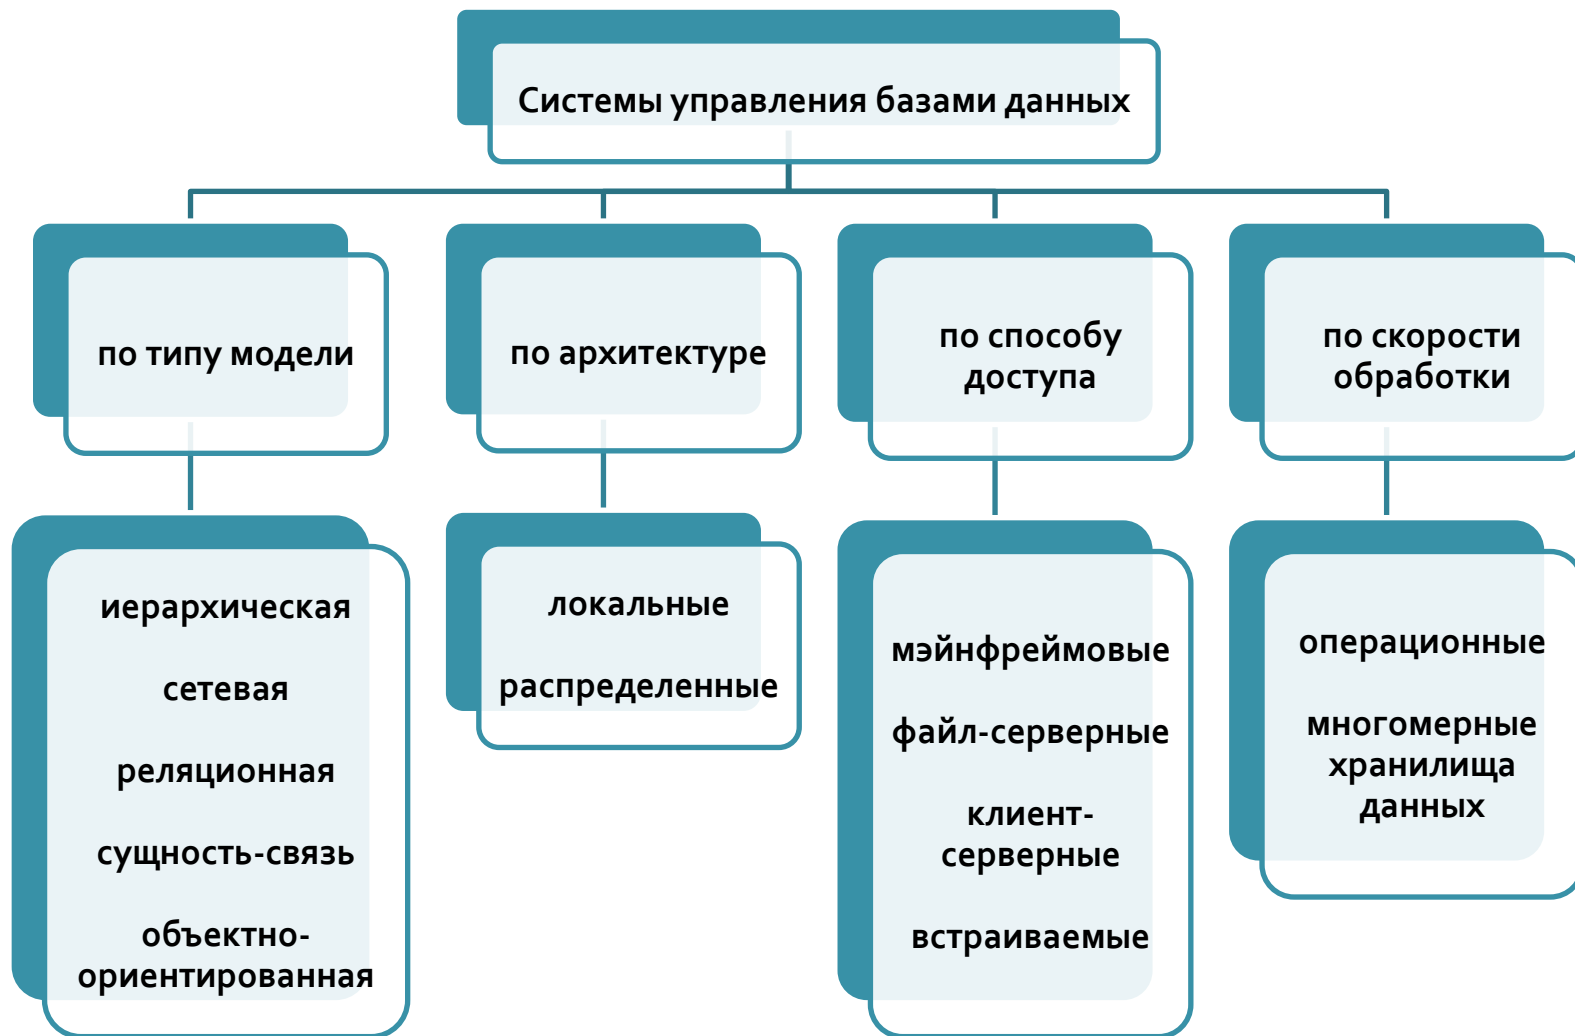 Системы управления базами данных
по типу модели
по архитектуре
по способу
доступа
по скорости
обработки
иерархическая
сетевая
реляционная
сущность-связь
объектно-
ориентированная
локальные
распределенные
мэйнфреймовые
файл-серверные
клиент-
серверные
встраиваемые
операционные
многомерные
хранилища
данных